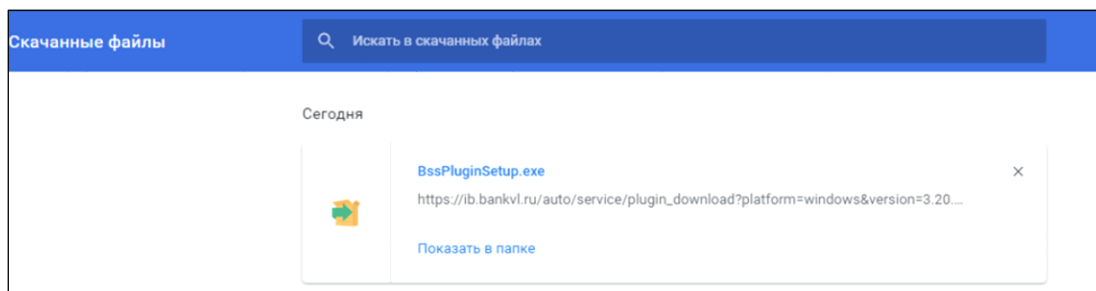 Скачанные файлы
Искать в скачанных файлах
Сегодня
BssPluginSetup.exe
https://ib.bankvl.ru/auto/service/plugin_download?platform=windows&version=3.20....
Показать в папке